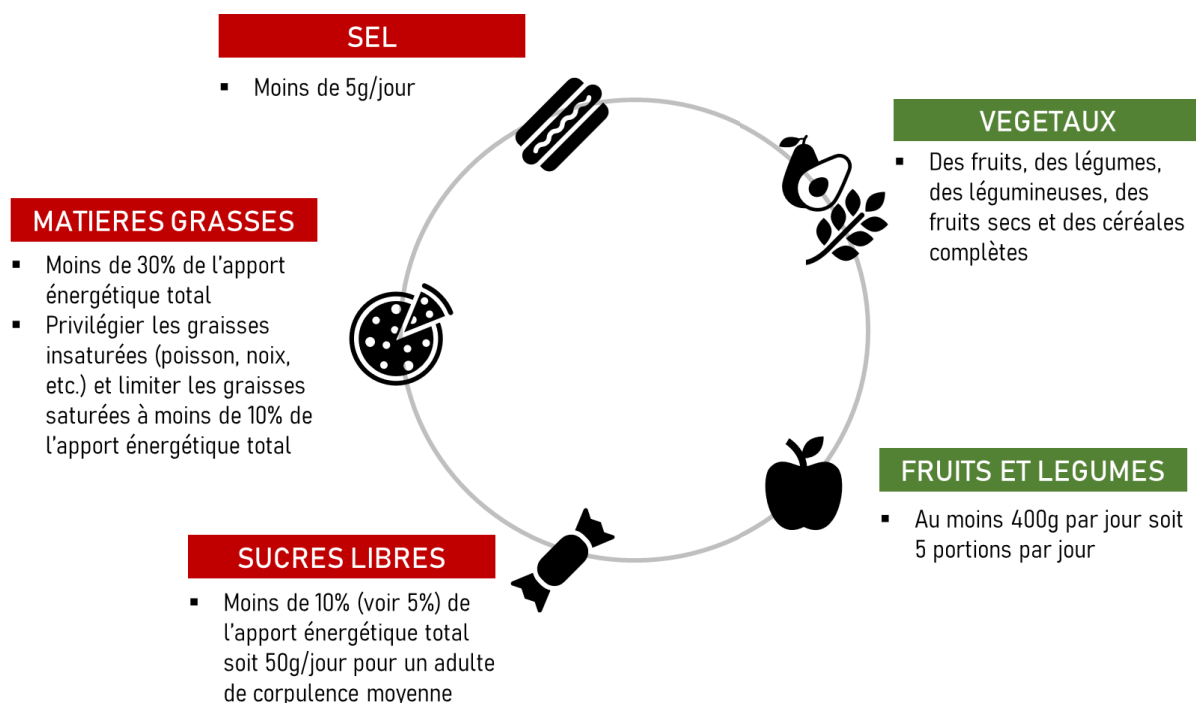 SEL
▪ Moins de 5g/jour
VEGETAUX
▪ Des fruits, des légumes,
des légumineuses, des
fruits secs et des céréales
complètes
MATIERES GRASSES
▪ Moins de 30% de l'apport
énergétique total
▪ Privilégier les graisses
insaturées (poisson, noix,
etc.) et limiter les graisses
saturées à moins de 10% de
l'apport énergétique total
FRUITS ET LEGUMES
▪ Au moins 400g par jour soit
5 portions par jour
SUCRES LIBRES
▪ Moins de 10% (voir 5%) de
l'apport énergétique total
soit 50g/jour pour un adulte
de corpulence moyenne